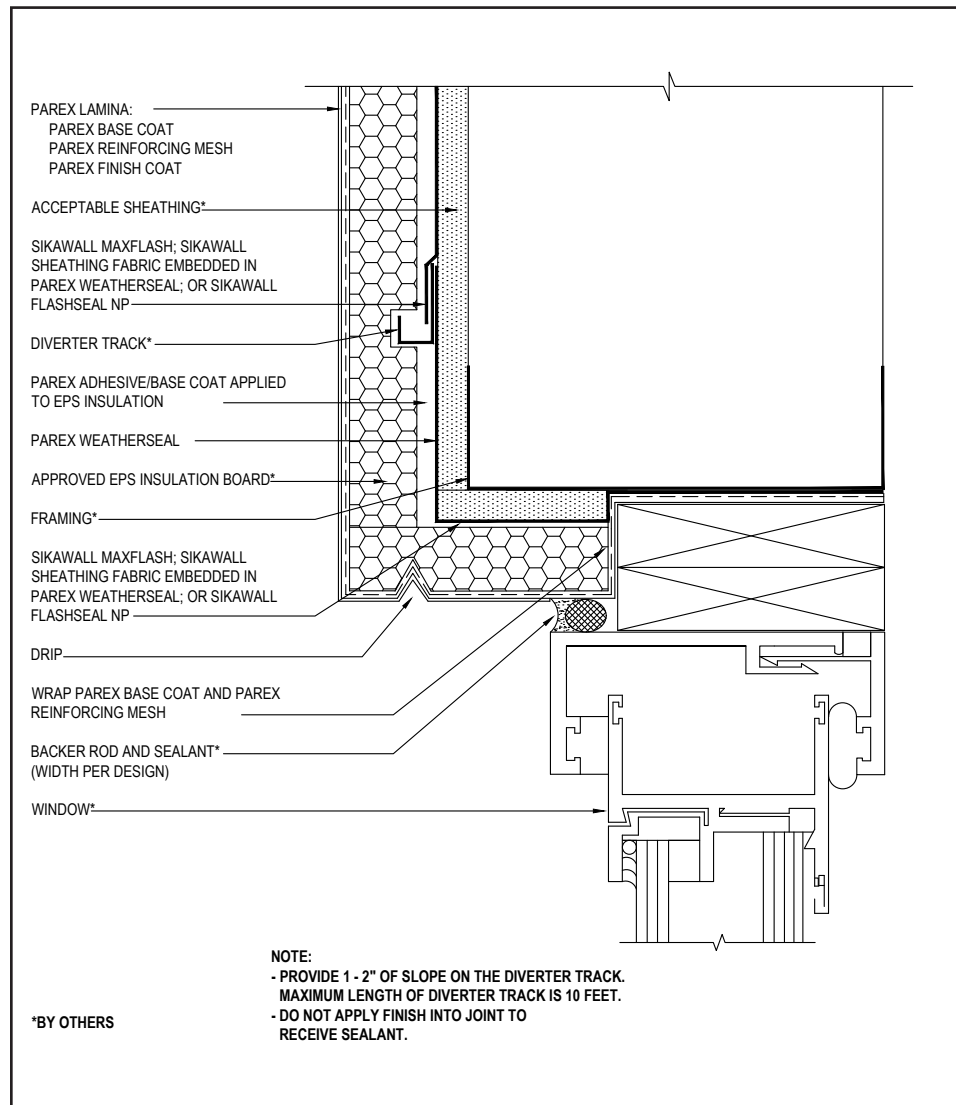 PAREX LAMINA:
PAREX BASE COAT
PAREX REINFORCING MESH
PAREX FINISH COAT
ACCEPTABLE SHEATHING*
SIKAWALL MAXFLASH; SIKAWALL
SHEATHING FABRIC EMBEDDED IN
PAREX WEATHERSEAL; OR SIKAWALL
FLASHSEAL NP
DIVERTER TRACK*
PAREX ADHESIVE/BASE COAT APPLIED
TO EPS INSULATION
PAREX WEATHERSEAL
APPROVED EPS INSULATION BOARD*
FRAMING*
SIKAWALL MAXFLASH; SIKAWALL
SHEATHING FABRIC EMBEDDED IN
PAREX WEATHERSEAL; OR SIKAWALL
FLASHSEAL NP
DRIP
WRAP PAREX BASE COAT AND PAREX
REINFORCING MESH
BACKER ROD AND SEALANT*
(WIDTH PER DESIGN)
WINDOW*
NOTE:
- PROVIDE 1 - 2" OF SLOPE ON THE DIVERTER TRACK.
MAXIMUM LENGTH OF DIVERTER TRACK IS 10 FEET.
- DO NOT APPLY FINISH INTO JOINT TO
RECEIVE SEALANT.
*BY OTHERS